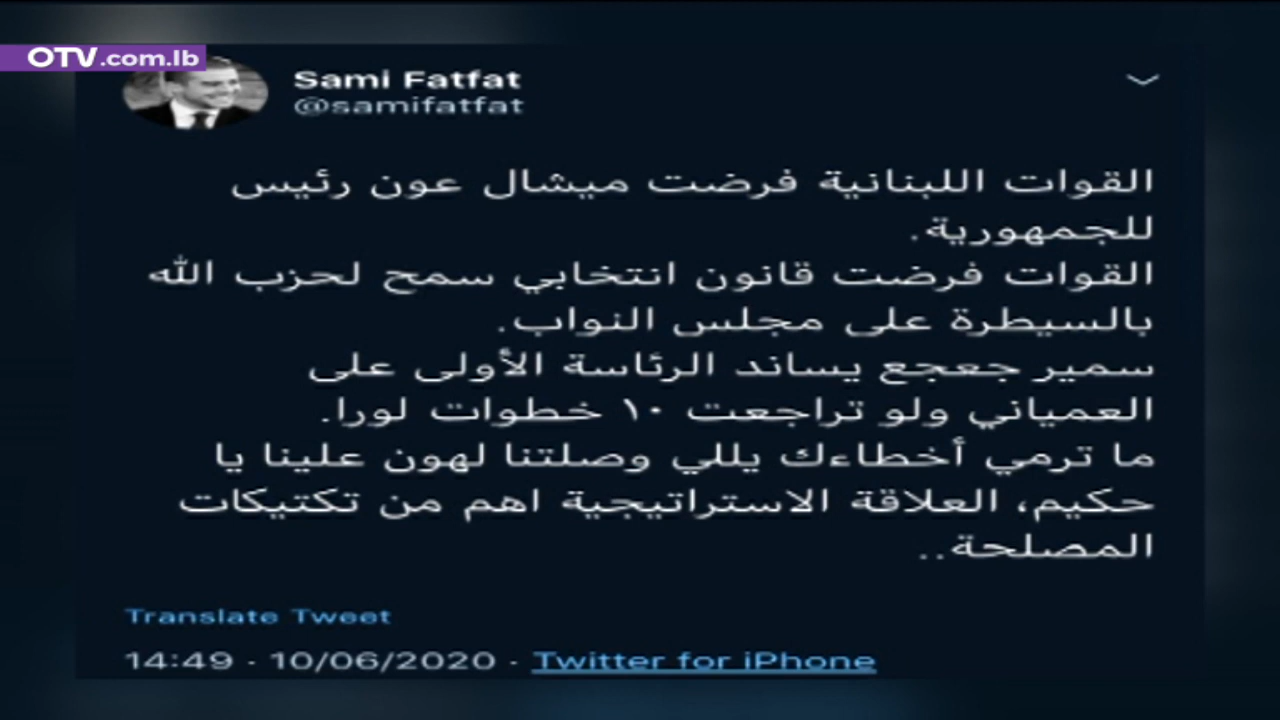 OTV.com.lb
Sami Fatfat
@samifatfat
القوات اللبنانية فرضت ميشال عون رئيس
للجمهورية.
القوات فرضت قانون انتخابي سمح لحزب الله
بالسيطرة على مجلس النواب.
سمير جعجع يساند الرئاسة الأولى على
العمياني ولو تراجعت ١٠ خطوات لورا.
ما ترمي أخطاءك يللي وصلتنا لهون علينا يا
حكيم، العلاقة الاستراتيجية اهم من تكتيكات
المصلحة..
Translate Tweet
14:49 · 10/06/2020 · Twitter for iPhone